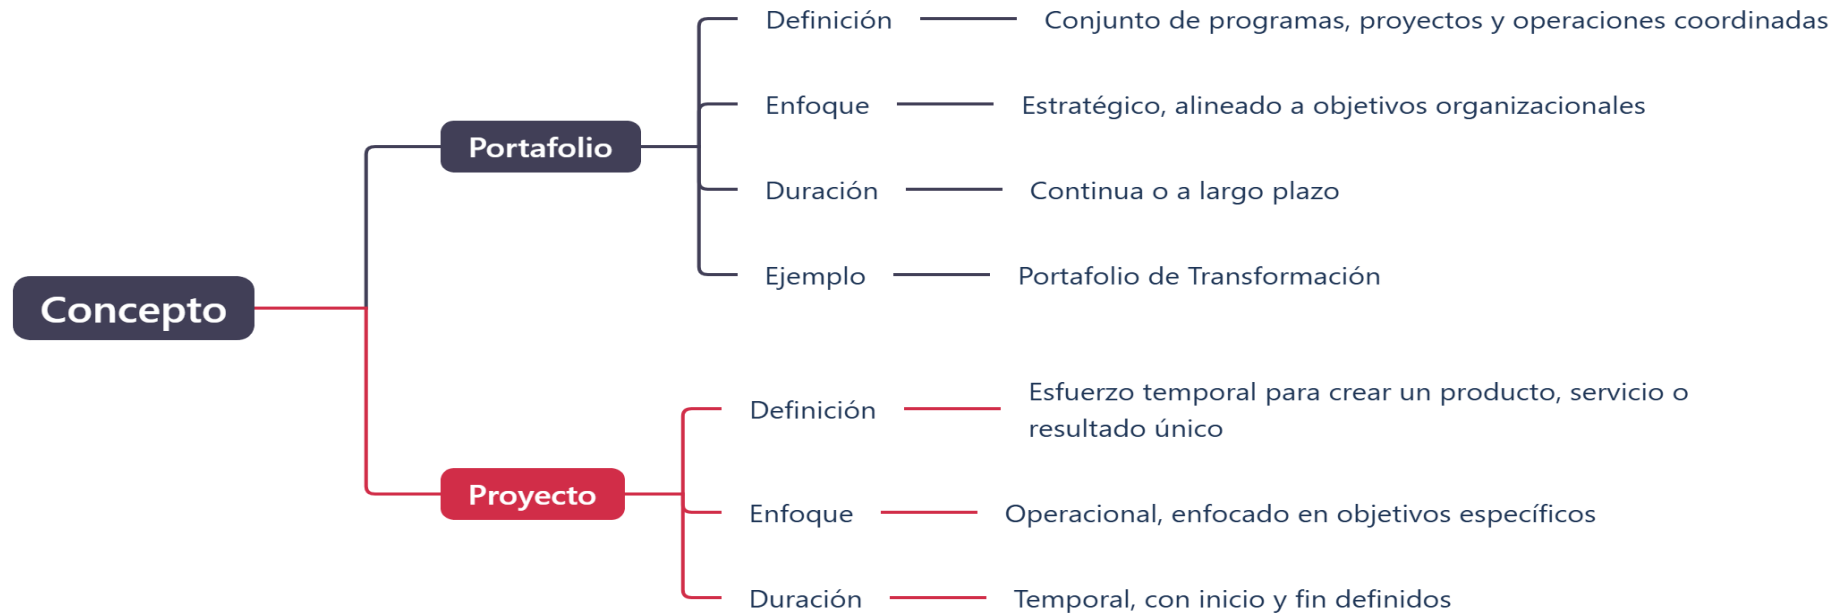 Concepto
Portafolio
Definición
Conjunto de programas, proyectos y operaciones coordinadas
Enfoque
Estratégico, alineado a objetivos organizacionales
Duración
Continua o a largo plazo
Ejemplo
Portafolio de Transformación
Proyecto
Definición
Esfuerzo temporal para crear un producto, servicio o
resultado único
Enfoque
Operacional, enfocado en objetivos específicos
Duración
Temporal, con inicio y fin definidos